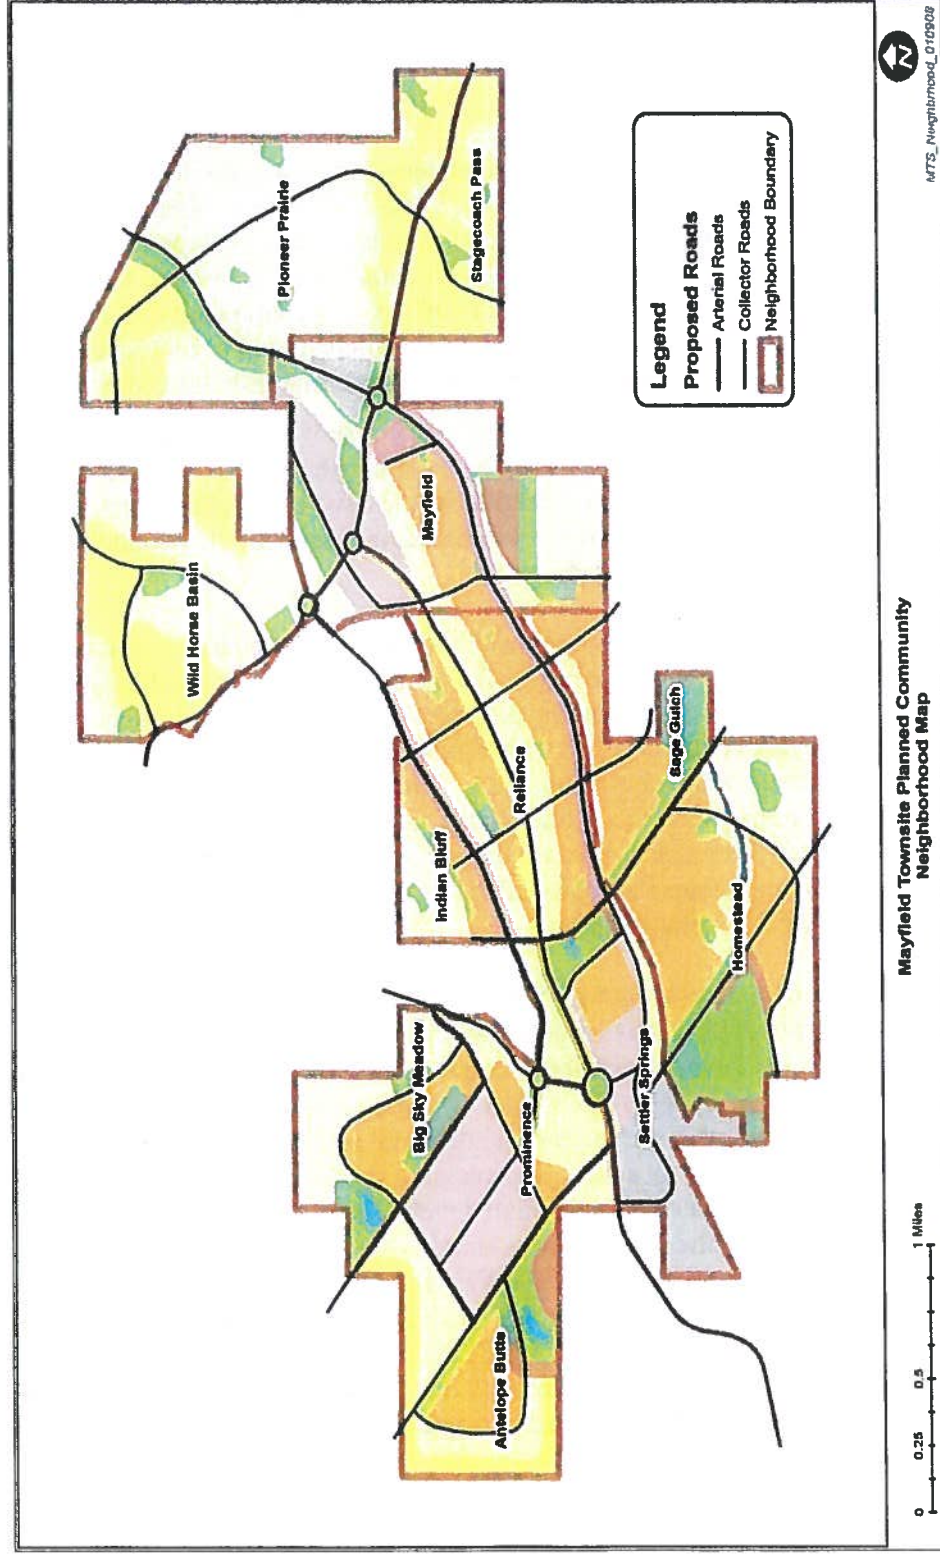 Wild Horse Basin
Pioneer Prairie
Stagecoach Pass
Mayfield
Indian Bluff
Reliance
Big Sky Meadow
Prominence
Antelope Butte
Settler Springs
Sage Gulch
Homestead
Legend
Proposed Roads
Arterial Roads
Collector Roads
Neighborhood Boundary
0 0.25 0.5 1 Miles
Mayfield Townsite Planned Community
Neighborhood Map
N
MTS_Neighbrhood_010908